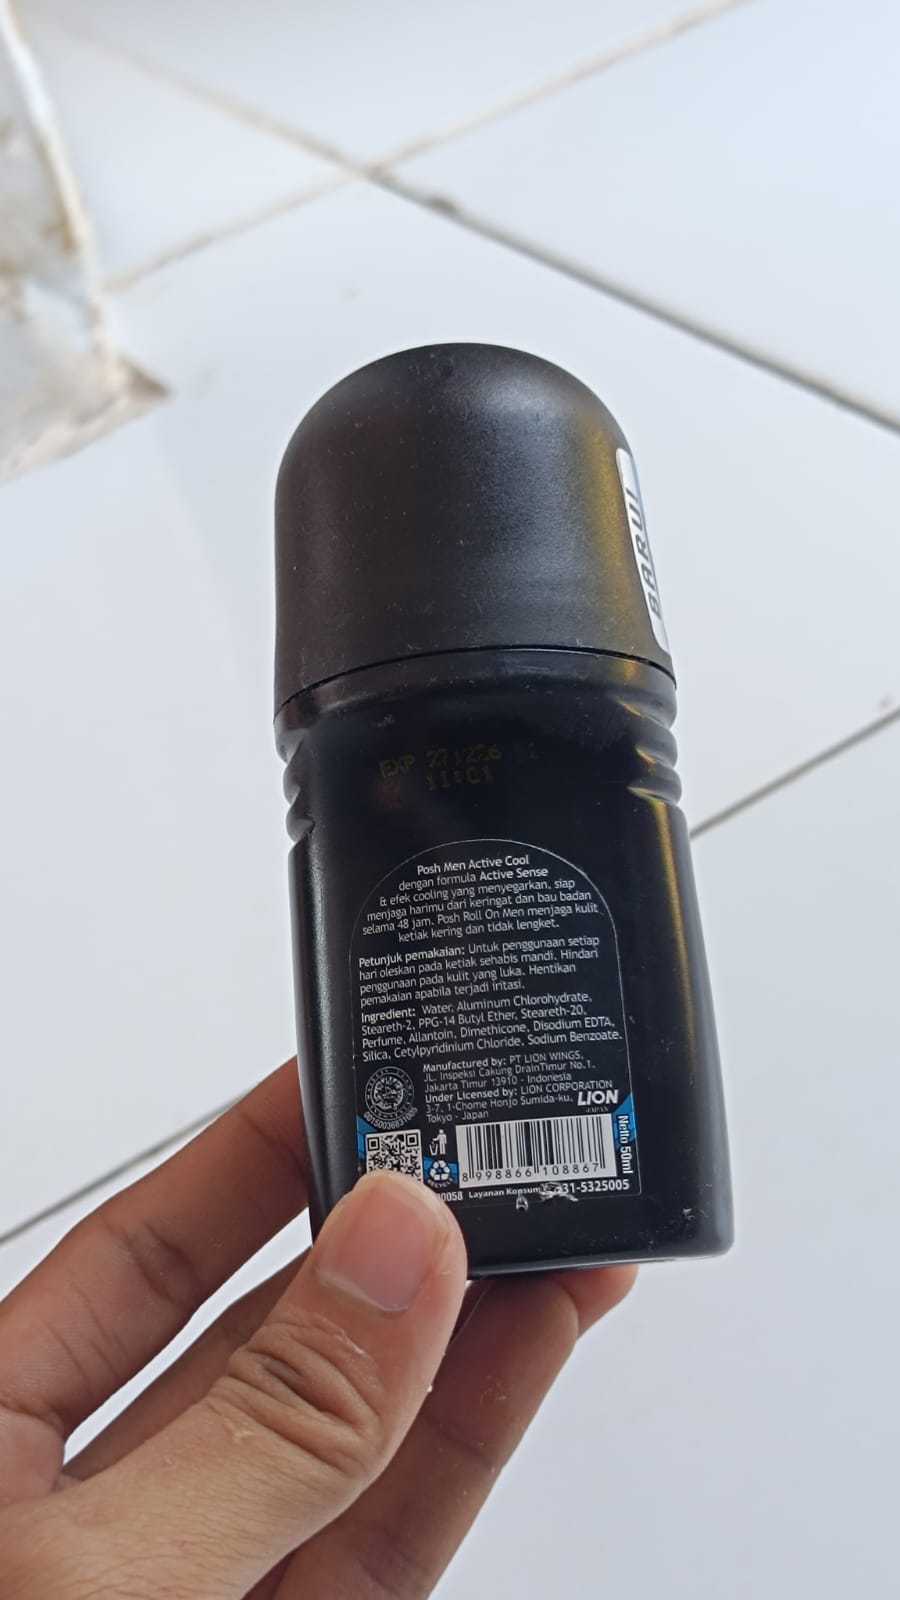 BARU!
EXP
11:01
Posh Men Active Cool
dengan formula Active Sense
& efek cooling yang menyegarkan, siap
menjaga harimu dari keringat dan bau badan
selama 48 jam. Posh Roll On Men menjaga kulit
ketiak kering dan tidak lengket.
Petunjuk pemakaian: Untuk penggunaan setiap
hari oleskan pada ketiak sehabis mandi. Hindari
penggunaan pada kulit yang luka. Hentikan
pemakaian apabila terjadi iritasi.
Ingredient: Water, Aluminum Chlorohydrate,
Steareth-2, PPG-14 Butyl Ether, Steareth-20,
Perfume, Allantoin, Dimethicone, Disodium EDTA,
Silica, Cetylpyridinium Chloride, Sodium Benzoate.
Manufactured by: PT LION WINGS.
JL. Inspeksi Cakung DrainTimur No.1.
Jakarta Timur 13910 - Indonesia
Under Licensed by: LION CORPORATION
3-7, 1-Chome Honjo Sumida-ku,
Tokyo - Japan
LION
JAPAN
Netto 50ml
RECYCLE
8 998866 108867
0058 Layanan 31-5325005